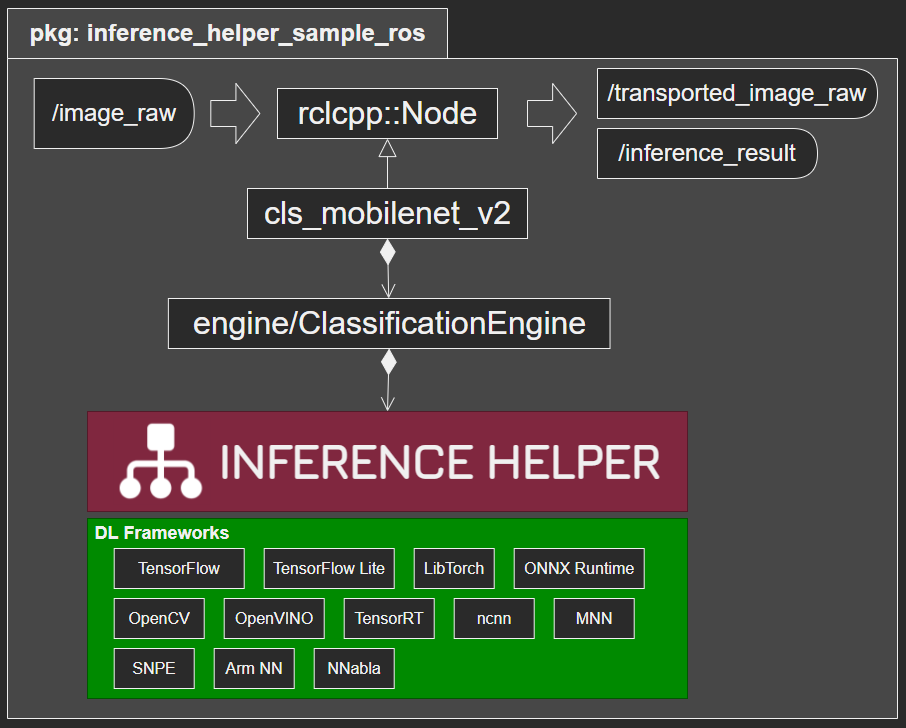 pkg: inference_helper_sample_ros
/image_raw
rclcpp::Node
/transported_image_raw
/inference_result
cls_mobilenet_v2
engine/ClassificationEngine
INFERENCE HELPER
DL Frameworks
TensorFlow TensorFlow Lite LibTorch ONNX Runtime
OpenCV OpenVINO TensorRT ncnn MNN
SNPE Arm NN NNabla